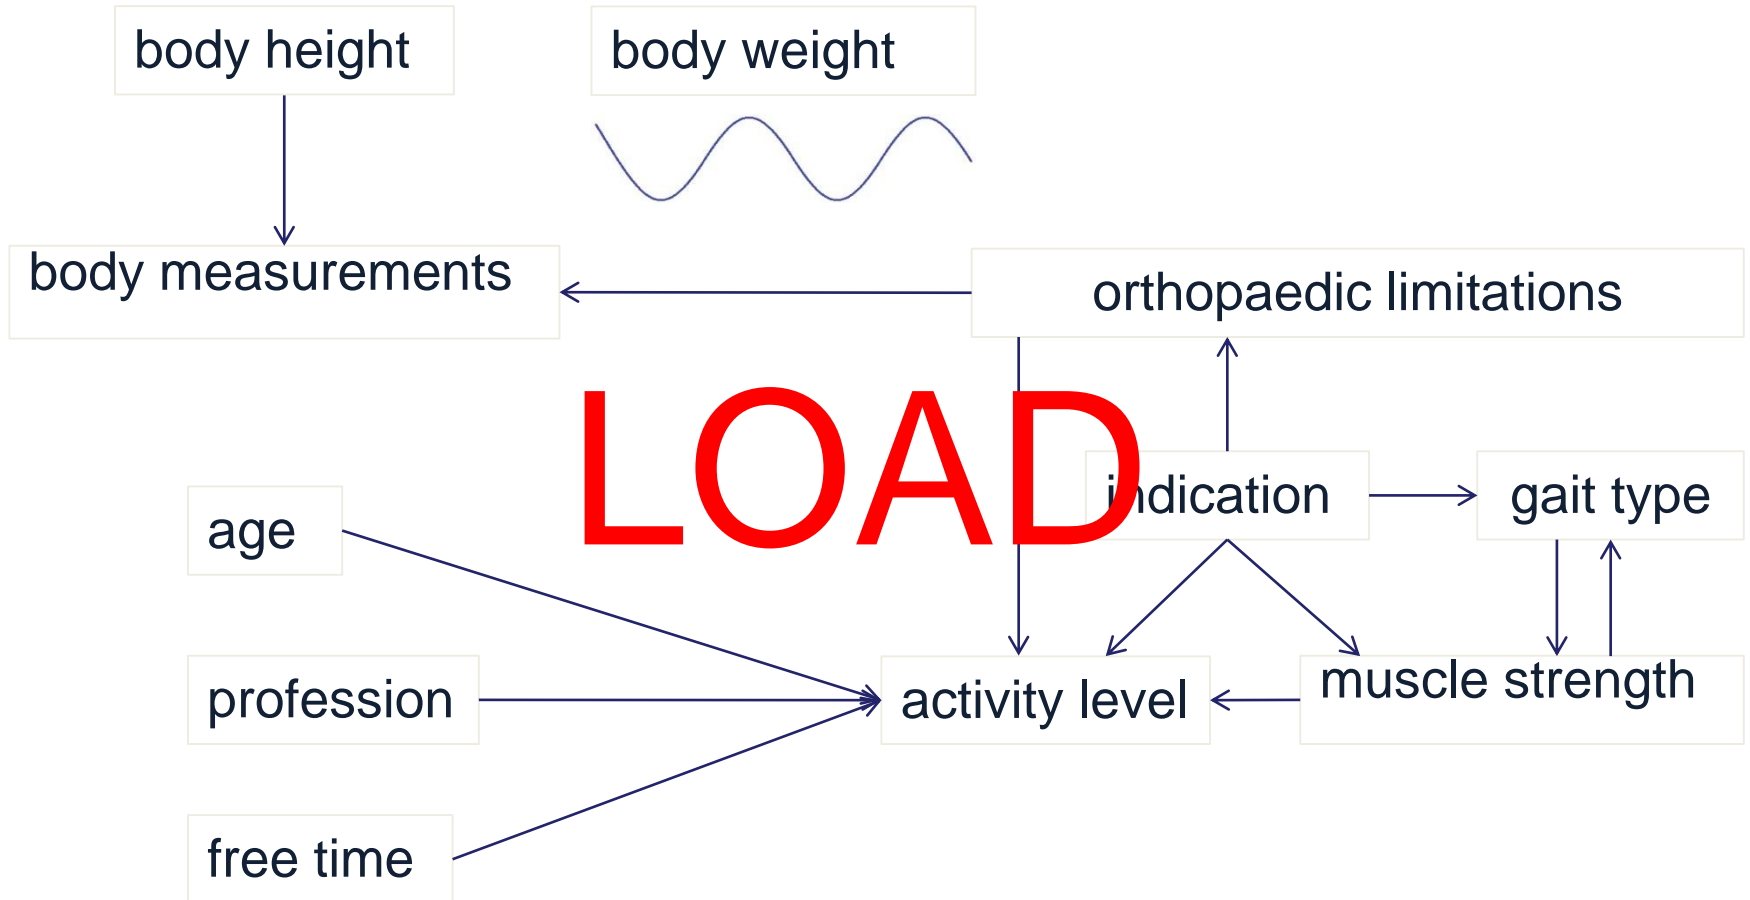 body height
body weight
body measurements
orthopaedic limitations
LOAD
indication
gait type
age
profession
activity level
muscle strength
free time